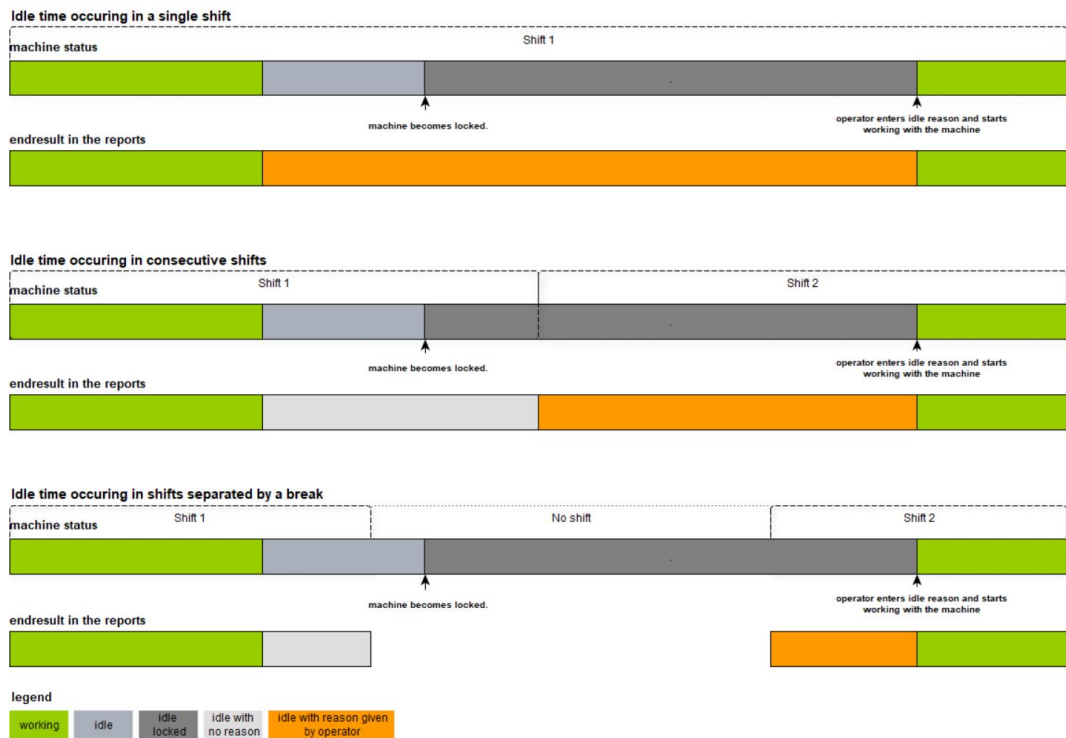 Idle time occuring in a single shift
Shift 1
machine status
machine becomes locked.
operator enters idle reason and starts
working with the machine
endresult in the reports
Idle time occuring in consecutive shifts
Shift 1
Shift 2
machine status
machine becomes locked.
operator enters idle reason and starts
working with the machine
endresult in the reports
Idle time occuring in shifts separated by a break
Shift 1
No shift
Shift 2
machine status
machine becomes locked.
operator enters idle reason and starts
working with the machine
endresult in the reports
legend
working
idle
idle
locked
idle with
no reason
idle with reason given
by operator